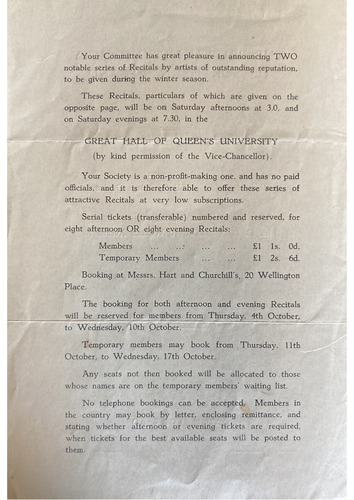 Your Committee has great pleasure in announcing TWO
notable series of Recitals by artists of outstanding reputation,
to be given during the winter season.
These Recitals, particulars of which are given on the
opposite page, will be on Saturday afternoons at 3.0, and
on Saturday evenings at 7.30, in the
GREAT HALL OF QUEEN'S UNIVERSITY
(by kind permission of the Vice-Chancellor).
Your Society is a non-profit-making one, and has no paid
officials, and it is therefore able to offer these series of
attractive Recitals at very low subscriptions.
Serial tickets (transferable) numbered and reserved, for
eight afternoon OR eight evening Recitals:
Members ... ... ... ... £1 1s. 0d.
Temporary Members ... ... £1 2s. 6d.
Booking at Messrs. Hart and Churchill's, 20 Wellington
Place.
The booking for both afternoon and evening Recitals
will be reserved for members from Thursday, 4th October,
to Wednesday, 10th October.
Temporary members may book from Thursday, 11th
October, to Wednesday, 17th October.
Any seats not then booked will be allocated to those
whose names are on the temporary members' waiting list.
No telephone bookings can be accepted. Members in
the country may book by letter, enclosing remittance, and
stating whether afternoon or evening tickets are required,
when tickets for the best available seats will be posted to
them.